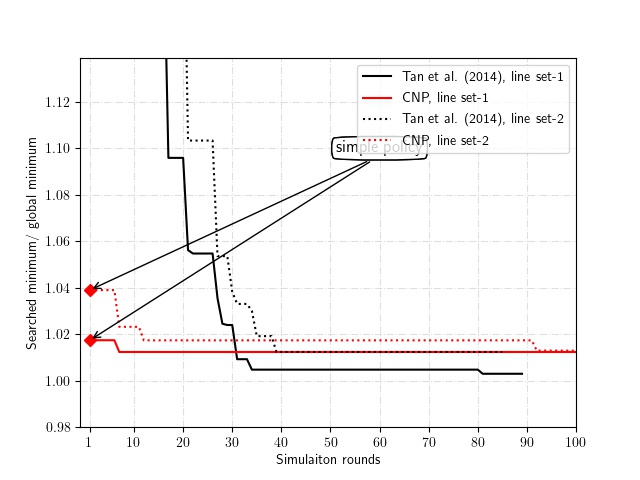 Tan et al. (2014), line set-1
CNP, line set-1
Tan et al. (2014), line set-2
CNP, line set-2
simple policy
Searched minimum/ global minimum
1.12
1.10
1.08
1.06
1.04
1.02
1.00
0.98
1 10 20 30 40 50 60 70 80 90 100
Simulaiton rounds